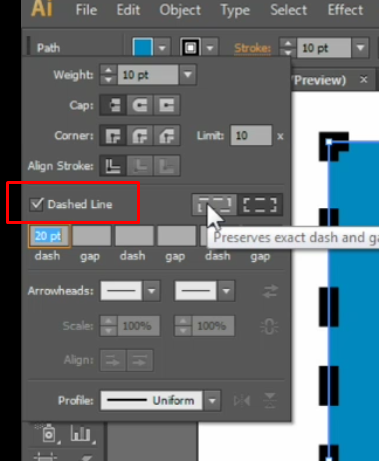 Ai File Edit Object Type Select Effect
Path Stroke: 10 pt
Weight: 10 pt
Preview) ×
Cap:
Corner: Limit: 10 x
Align Stroke:
Dashed Line
20 pt
Preserves exact dash and ga
dash gap dash gap dash gap
Arrowheads:
Scale: 100% 100%
Align:
Profile: Uniform